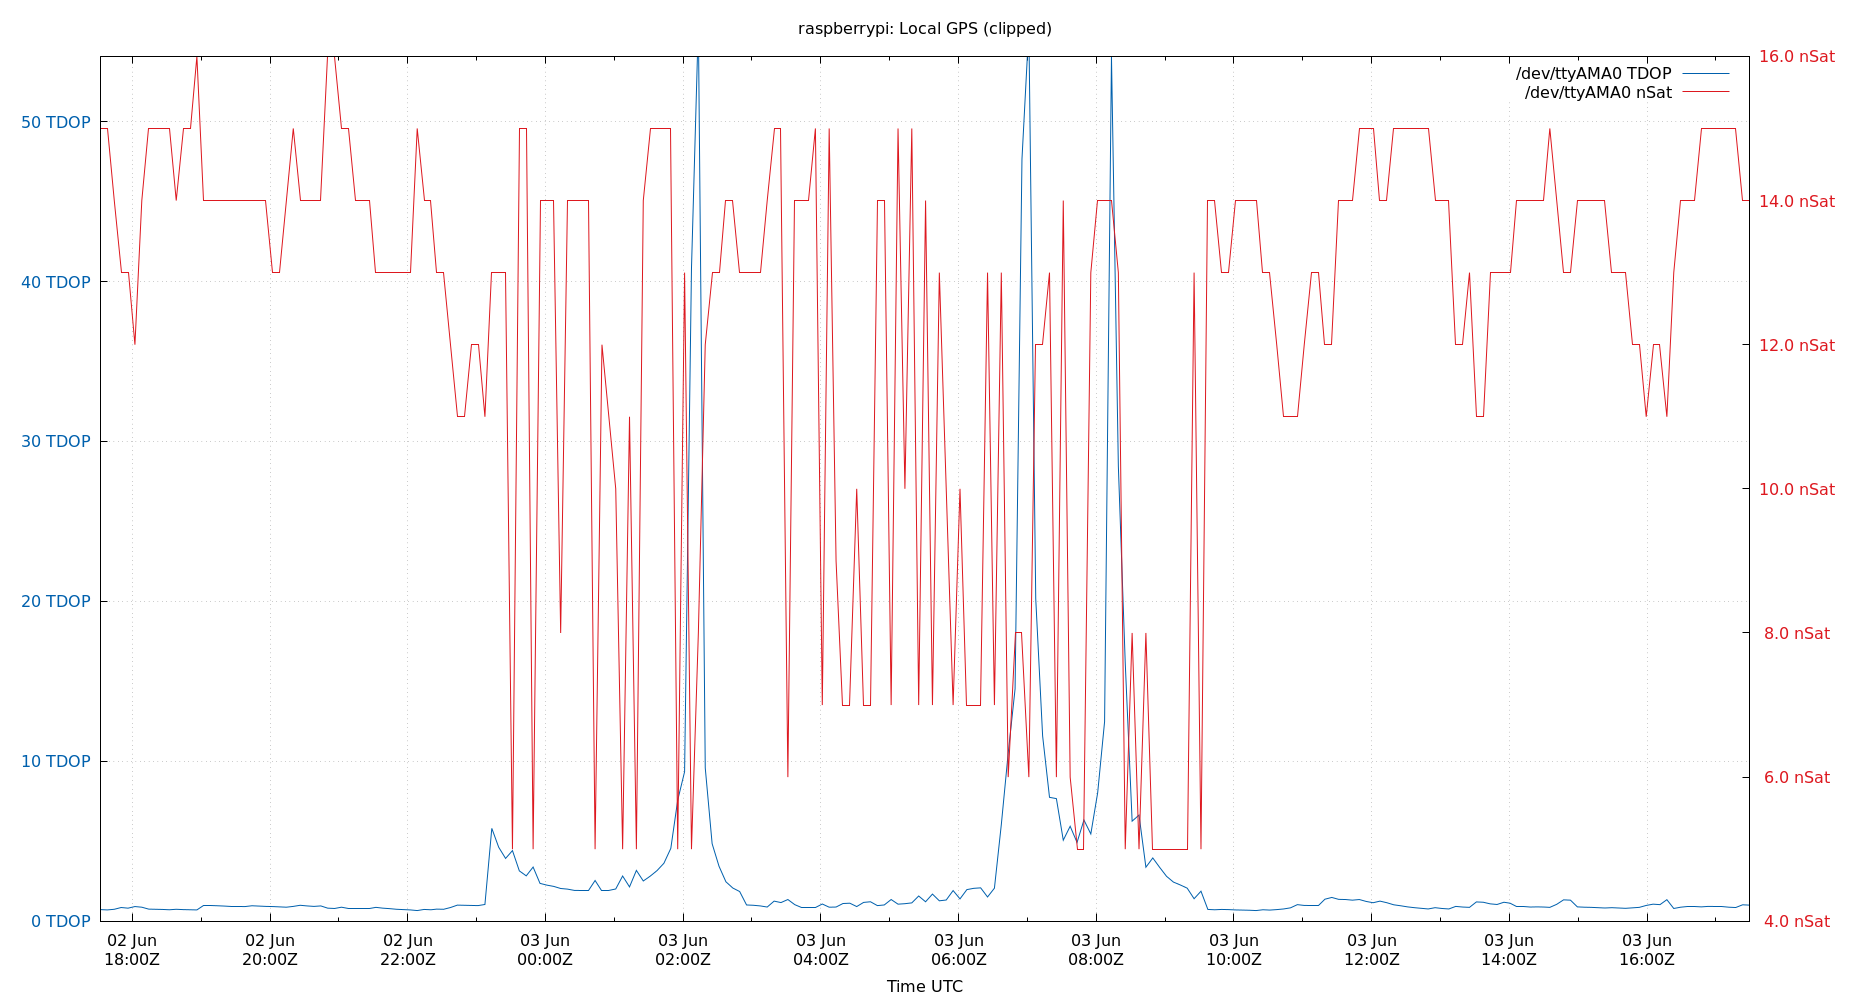 raspberrypi: Local GPS (clipped)
16.0 nSat
/dev/ttyAMA0 TDOP
/dev/ttyAMA0 nSat
50 TDOP
14.0 nSat
40 TDOP
12.0 nSat
30 TDOP
10.0 nSat
20 TDOP
8.0 nSat
10 TDOP
6.0 nSat
0 TDOP
4.0 nSat
02 Jun 02 Jun 02 Jun 03 Jun 03 Jun 03 Jun 03 Jun 03 Jun 03 Jun 03 Jun 03 Jun 03 Jun
18:00Z 20:00Z 22:00Z 00:00Z 02:00Z 04:00Z 06:00Z 08:00Z 10:00Z 12:00Z 14:00Z 16:00Z
Time UTC